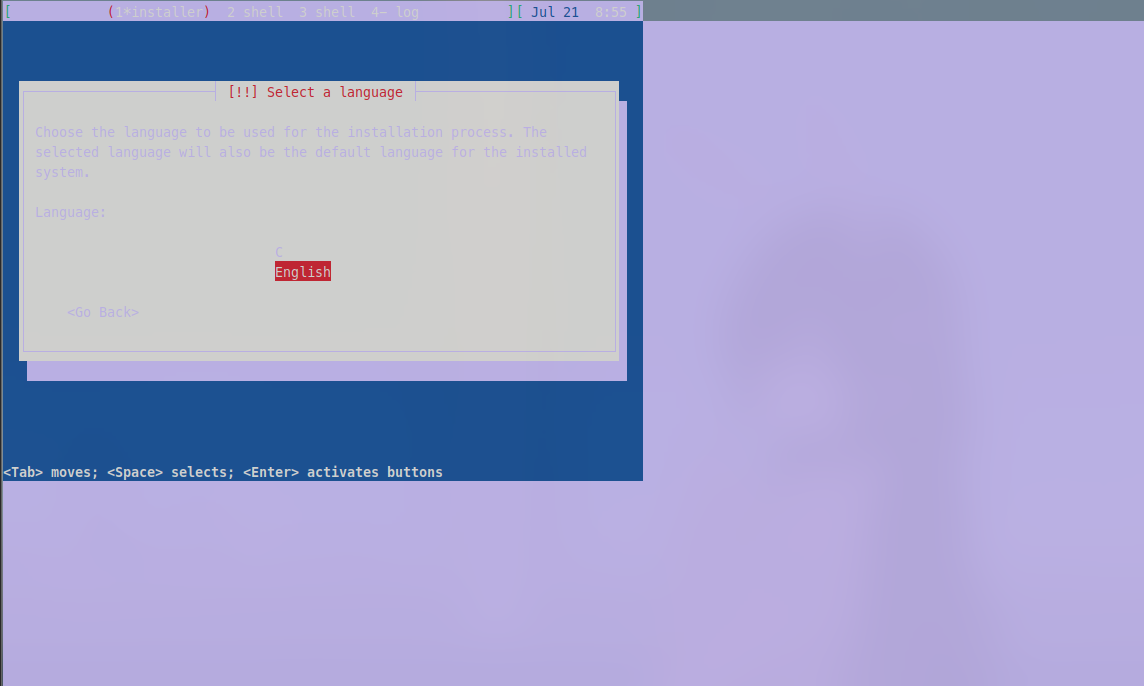 [ (1*installer) 2 shell 3 shell 4- log ][ Jul 21 8:55 ]
[!!] Select a language
Choose the language to be used for the installation process. The
selected language will also be the default language for the installed
system.
Language:
C
English
<Go Back>
<Tab> moves; <Space> selects; <Enter> activates buttons